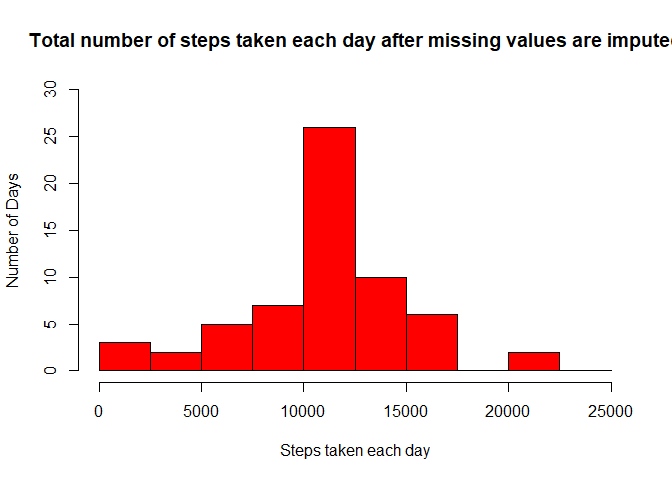 Total number of steps taken each day after missing values are impute
30
25
20
15
10
5
0
Number of Days
0 5000 10000 15000 20000 25000
Steps taken each day